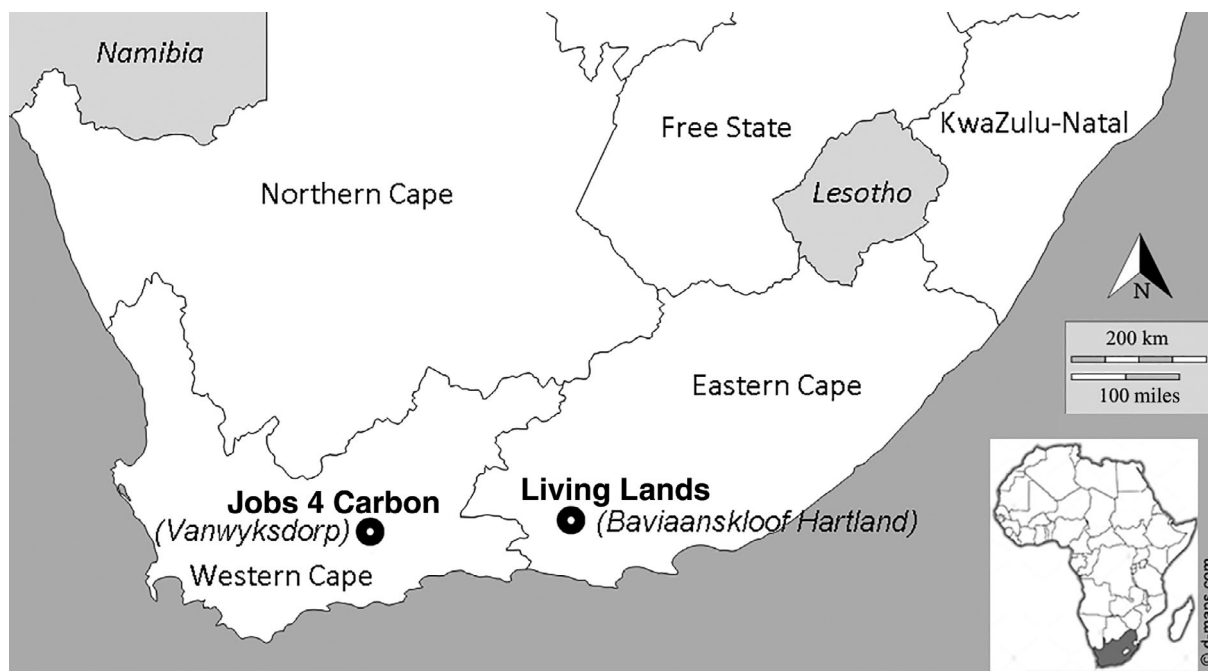 Namibia
Free State
KwaZulu-Natal
Northern Cape
Lesotho
N
200 km
100 miles
Eastern Cape
Living Lands
(Baviaanskloof Hartland)
Jobs 4 Carbon
(Vanwyksdorp)
Western Cape
© d-maps.com